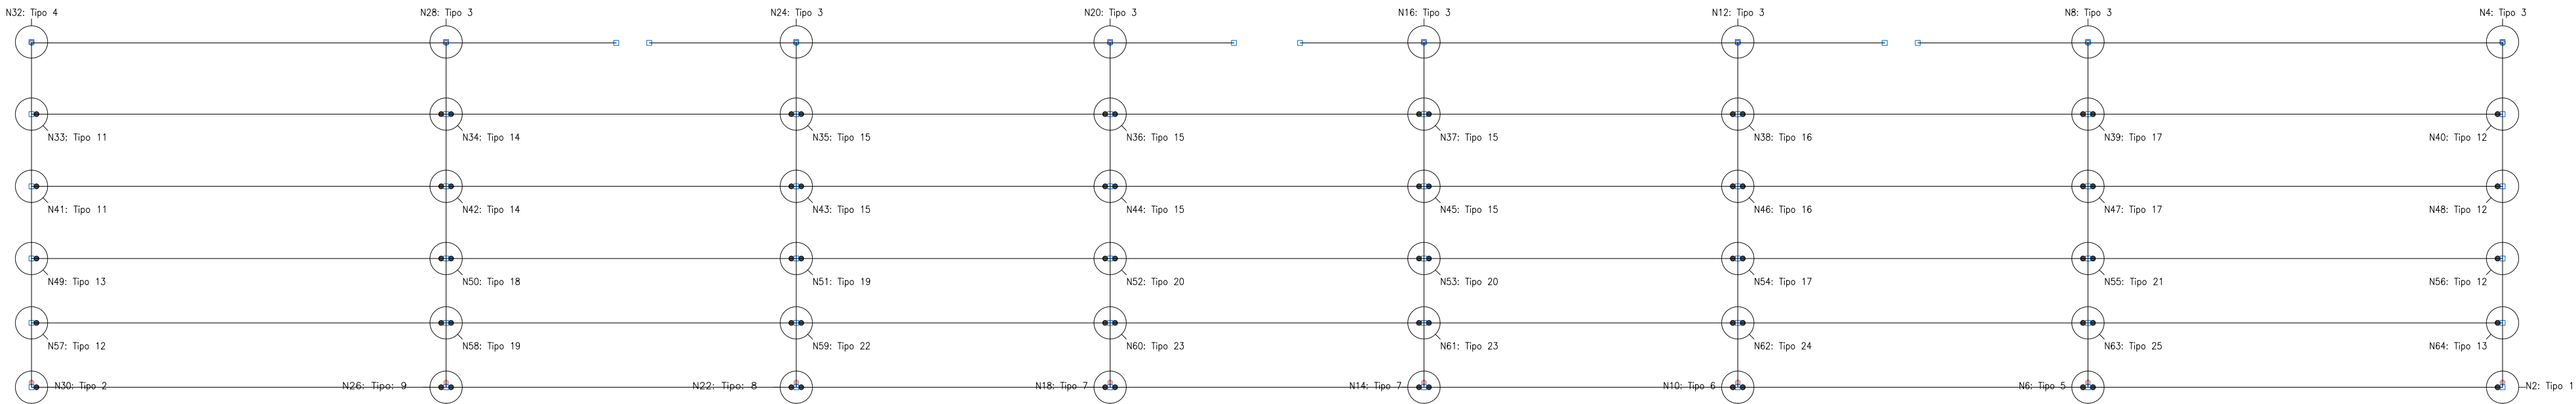 N32: Tipo 4
N28: Tipo 3
N24: Tipo 3
N20: Tipo 3
N16: Tipo 3
N12: Tipo 3
N8: Tipo 3
N4: Tipo 3
N33: Tipo 11
N34: Tipo 14
N35: Tipo 15
N36: Tipo 15
N37: Tipo 15
N38: Tipo 16
N39: Tipo 17
N40: Tipo 12
N41: Tipo 11
N42: Tipo 14
N43: Tipo 15
N44: Tipo 15
N45: Tipo 15
N46: Tipo 16
N47: Tipo 17
N48: Tipo 12
N49: Tipo 13
N50: Tipo 18
N51: Tipo 19
N52: Tipo 20
N53: Tipo 20
N54: Tipo 17
N55: Tipo 21
N56: Tipo 12
N57: Tipo 12
N58: Tipo 19
N59: Tipo 22
N60: Tipo 23
N61: Tipo 23
N62: Tipo 24
N63: Tipo 25
N64: Tipo 13
N30: Tipo 2
N26: Tipo: 9
N22: Tipo: 8
N18: Tipo 7
N14: Tipo 7
N10: Tipo 6
N6: Tipo 5
N2: Tipo 1